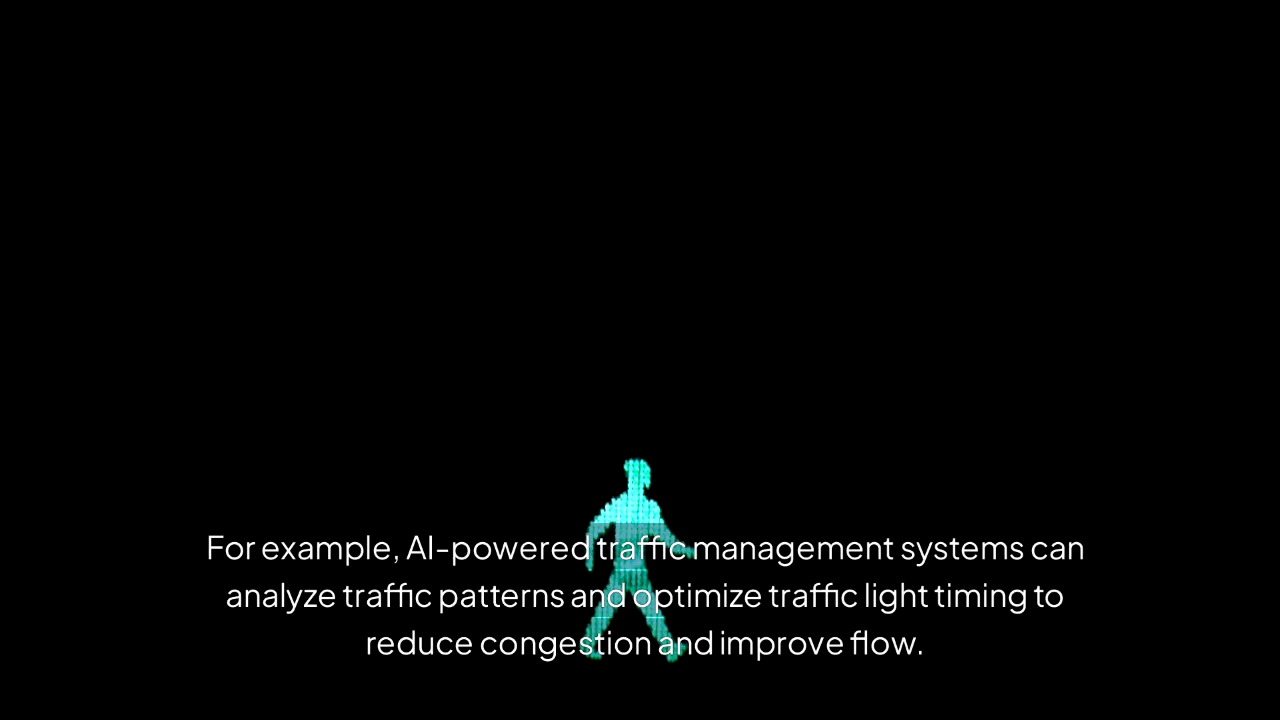 For example, AI-powered traffic management systems can
analyze traffic patterns and optimize traffic light timing to
reduce congestion and improve flow.